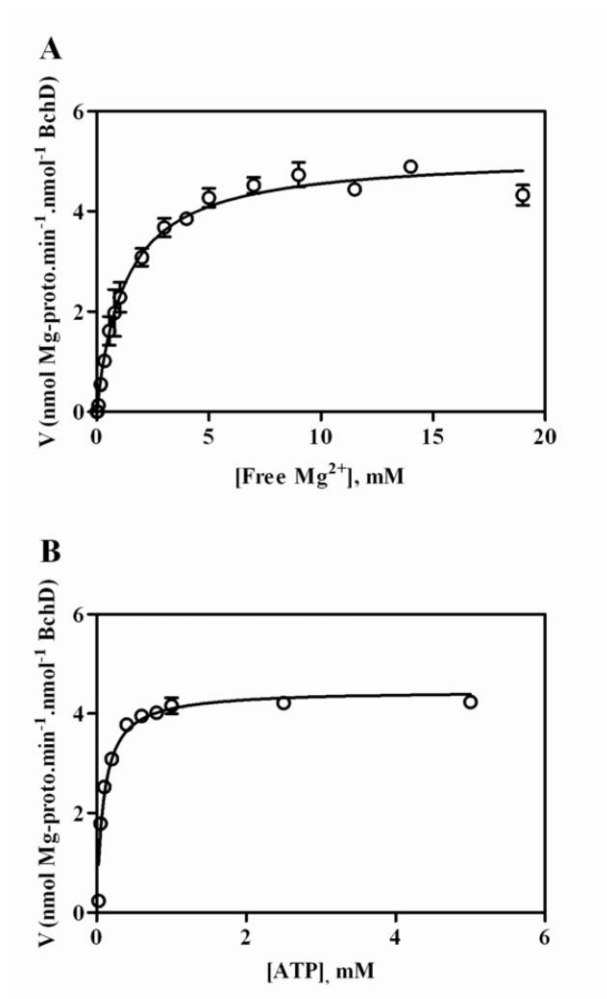 A
V (nmol Mg-proto.min⁻¹.nmol⁻¹ BchD)
6
4
2
0
0 5 10 15 20
[Free Mg²⁺], mM
B
V (nmol Mg-proto.min⁻¹.nmol⁻¹ BchD)
6
4
2
0
0 2 4 6
[ATP], mM